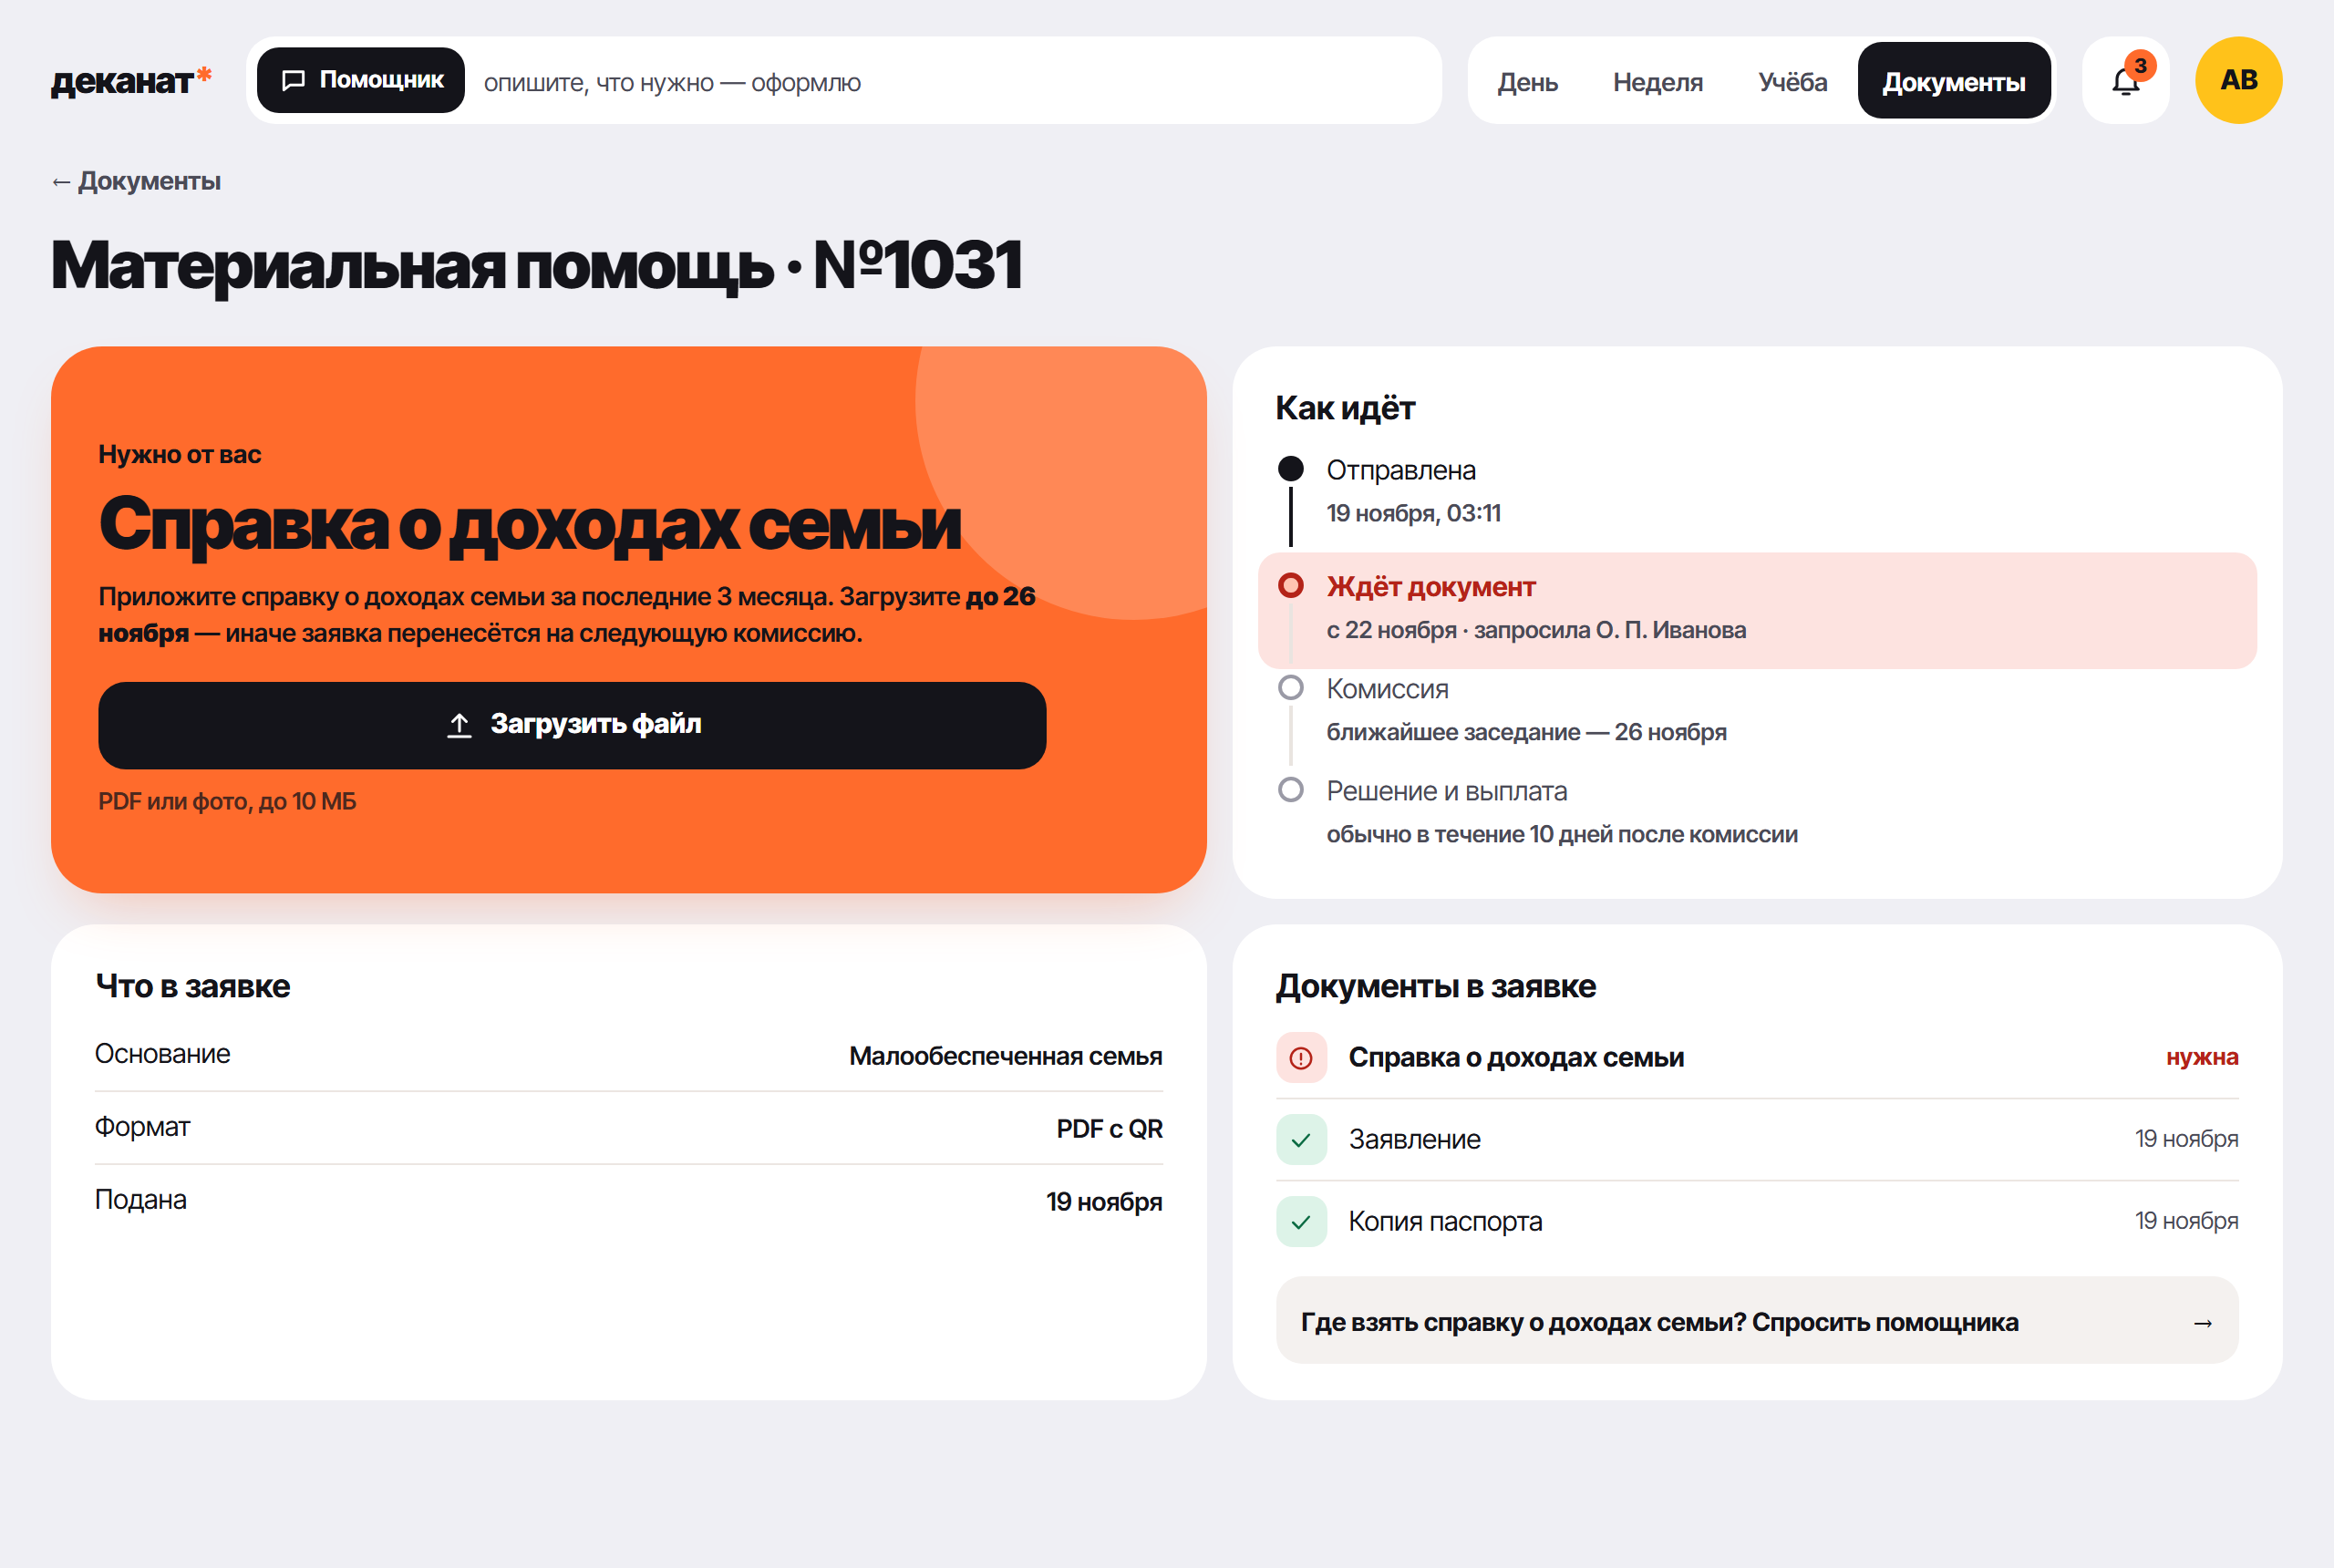 деканат*
Помощник
опишите, что нужно — оформлю
День
Неделя
Учёба
Документы
3
АВ
← Документы
Материальная помощь · №1031
Нужно от вас
Справка о доходах семьи
Приложите справку о доходах семьи за последние 3 месяца. Загрузите до 26
ноября — иначе заявка перенесётся на следующую комиссию.
Загрузить файл
PDF или фото, до 10 МБ
Как идёт
Отправлена
19 ноября, 03:11
Ждёт документ
с 22 ноября · запросила О. П. Иванова
Комиссия
ближайшее заседание — 26 ноября
Решение и выплата
обычно в течение 10 дней после комиссии
Что в заявке
Основание
Малообеспеченная семья
Формат
PDF с QR
Подана
19 ноября
Документы в заявке
Справка о доходах семьи
нужна
Заявление
19 ноября
Копия паспорта
19 ноября
Где взять справку о доходах семьи? Спросить помощника →